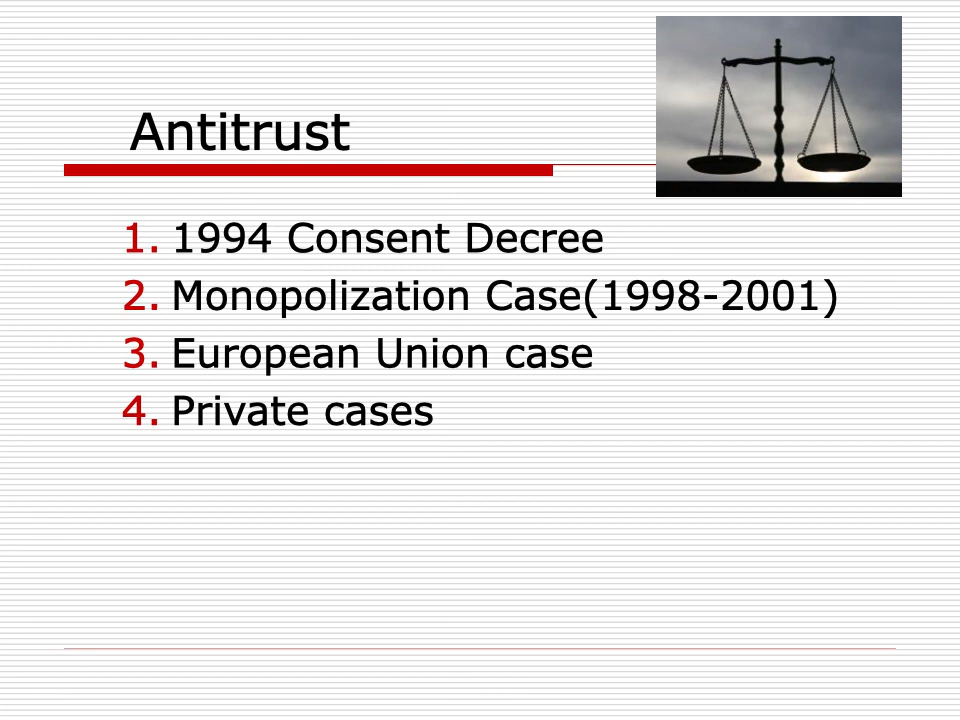 Antitrust
1. 1994 Consent Decree
2. Monopolization Case(1998-2001)
3. European Union case
4. Private cases